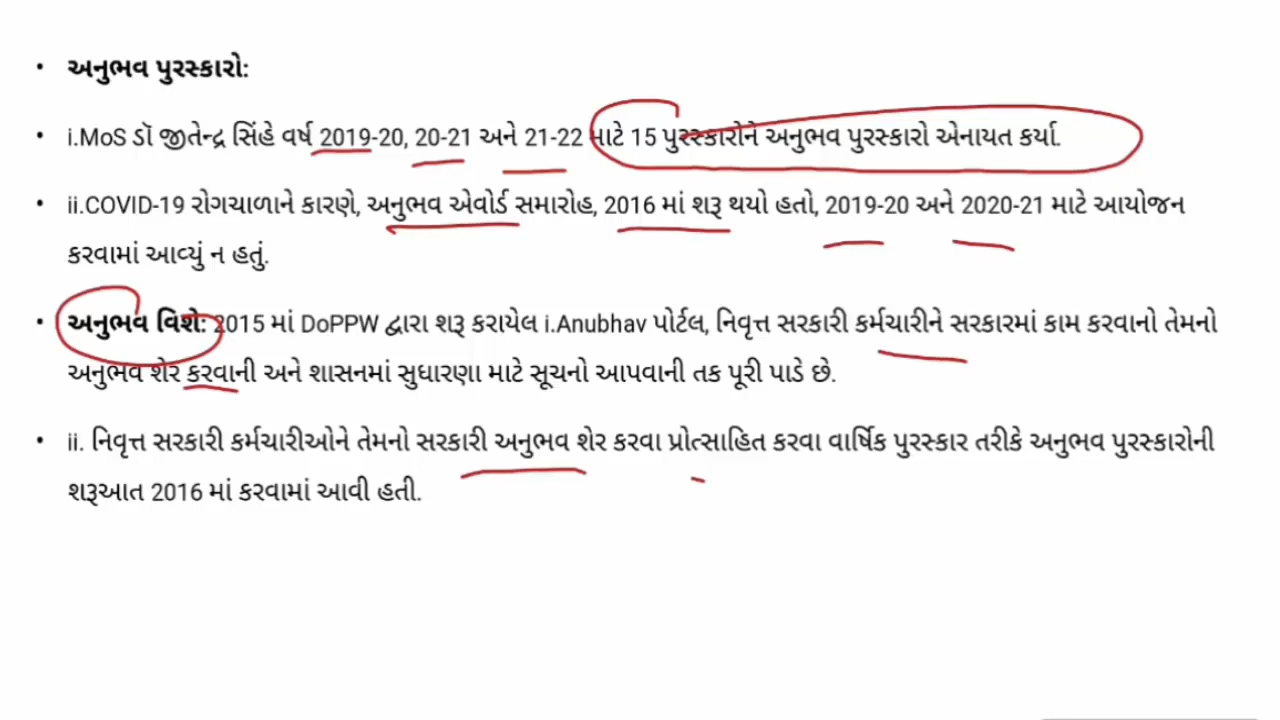 • અનુભવ પુરસ્કારો:
• i.MoS ડૉ જીતેન્દ્ર સિંહે વર્ષ 2019-20, 20-21 અને 21-22 માટે 15 પુરસ્કારોને અનુભવ પુરસ્કારો એનાયત કર્યા.
• ii.COVID-19 રોગચાળાને કારણે, અનુભવ એવોર્ડ સમારોહ, 2016 માં શરૂ થયો હતો, 2019-20 અને 2020-21 માટે આયોજન
કરવામાં આવ્યું ન હતું.
• અનુભવ વિશે: 2015 માં DoPPW દ્વારા શરૂ કરાયેલ i.Anubhav પોર્ટલ, નિવૃત્ત સરકારી કર્મચારીને સરકારમાં કામ કરવાનો તેમનો
અનુભવ શેર કરવાની અને શાસનમાં સુધારણા માટે સૂચનો આપવાની તક પૂરી પાડે છે.
• ii. નિવૃત્ત સરકારી કર્મચારીઓને તેમનો સરકારી અનુભવ શેર કરવા પ્રોત્સાહિત કરવા વાર્ષિક પુરસ્કાર તરીકે અનુભવ પુરસ્કારોની
શરૂઆત 2016 માં કરવામાં આવી હતી.